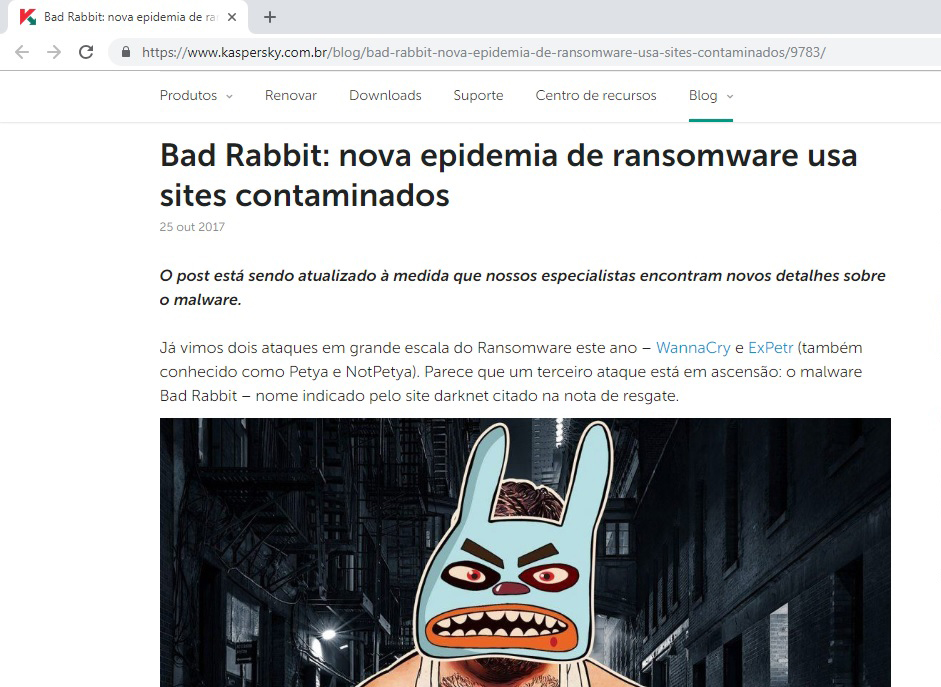 Bad Rabbit: nova epidemia de ra
https://www.kaspersky.com.br/blog/bad-rabbit-nova-epidemia-de-ransomware-usa-sites-contaminados/9783/
Produtos Renovar Downloads Suporte Centro de recursos Blog
Bad Rabbit: nova epidemia de ransomware usa
sites contaminados
25 out 2017
O post está sendo atualizado à medida que nossos especialistas encontram novos detalhes sobre
o malware.
Já vimos dois ataques em grande escala do Ransomware este ano – WannaCry e ExPetr (também
conhecido como Petya e NotPetya). Parece que um terceiro ataque está em ascensão: o malware
Bad Rabbit – nome indicado pelo site darknet citado na nota de resgate.